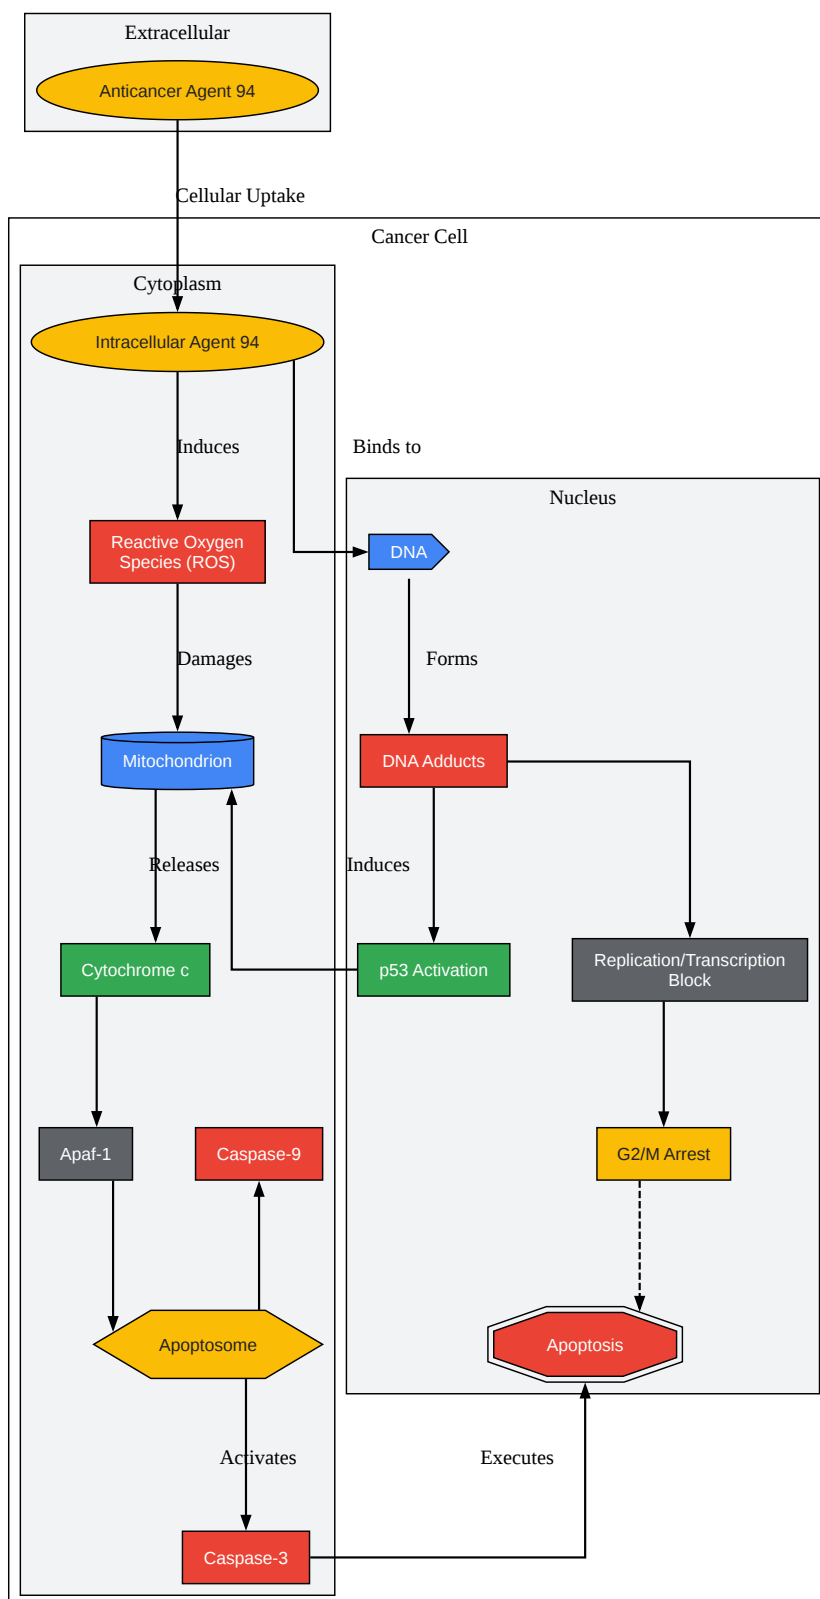 Extracellular
Anticancer Agent 94
Cellular Uptake
Cancer Cell
Cytoplasm
Intracellular Agent 94
Induces
Binds to
Nucleus
Reactive Oxygen
Species (ROS)
DNA
Damages
Forms
Mitochondrion
DNA Adducts
Releases
Induces
Cytochrome c
p53 Activation
Replication/Transcription
Block
Apaf-1
Caspase-9
G2/M Arrest
Apoptosome
Apoptosis
Activates
Executes
Caspase-3